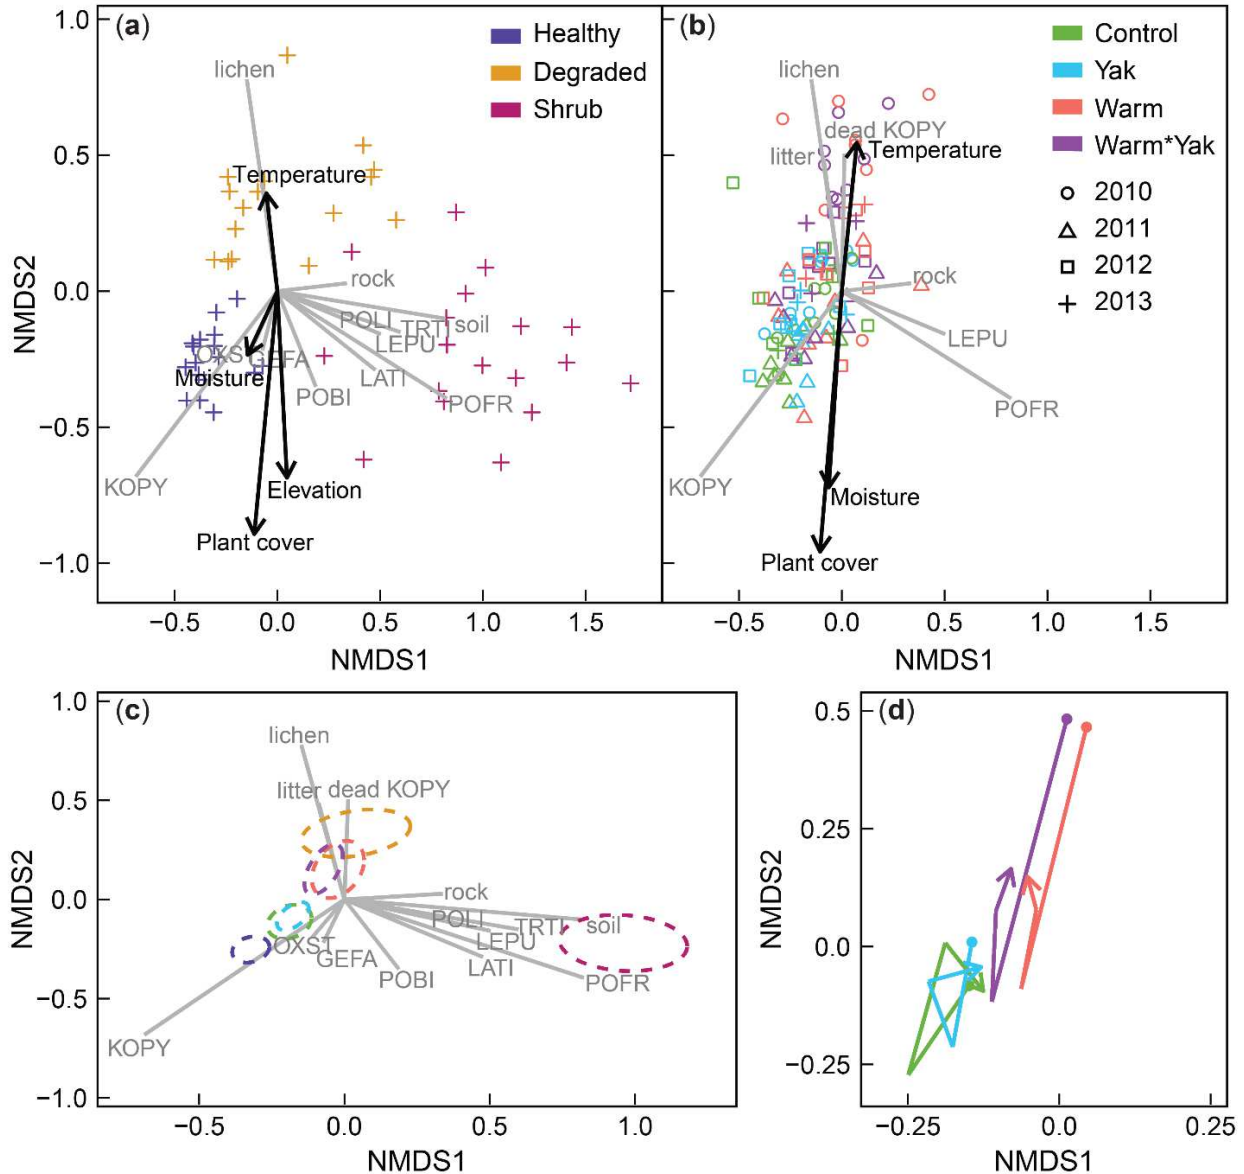 (a)
Healthy
Degraded
Shrub
lichen
Temperature
rock
POLI
TRTI
soil
LEPU
OXST
GEFA
Moisture
LATI
POBI
POFR
KOPY
Elevation
Plant cover
1.0
0.5
0.0
−0.5
−1.0
NMDS2
−0.5 0.0 0.5 1.0
NMDS1
(b)
Control
Yak
Warm
Warm*Yak
2010
2011
2012
2013
lichen
dead KOPY
litter
Temperature
rock
LEPU
POFR
KOPY
Moisture
Plant cover
−0.5 0.0 0.5 1.0 1.5
−0.5 0.0 1.0 1.5
NMDS1
(c)
lichen
litter dead KOPY
rock
POLI
TRTI
soil
LEPU
OXST
GEFA
LATI
POBI
POFR
KOPY
1.0
0.5
0.0
−0.5
−1.0
NMDS2
−0.5 0.0 0.5 1.0
NMDS1
(d)
0.5
0.25
0.0
−0.25
NMDS2
−0.25 0.0 0.25
NMDS1